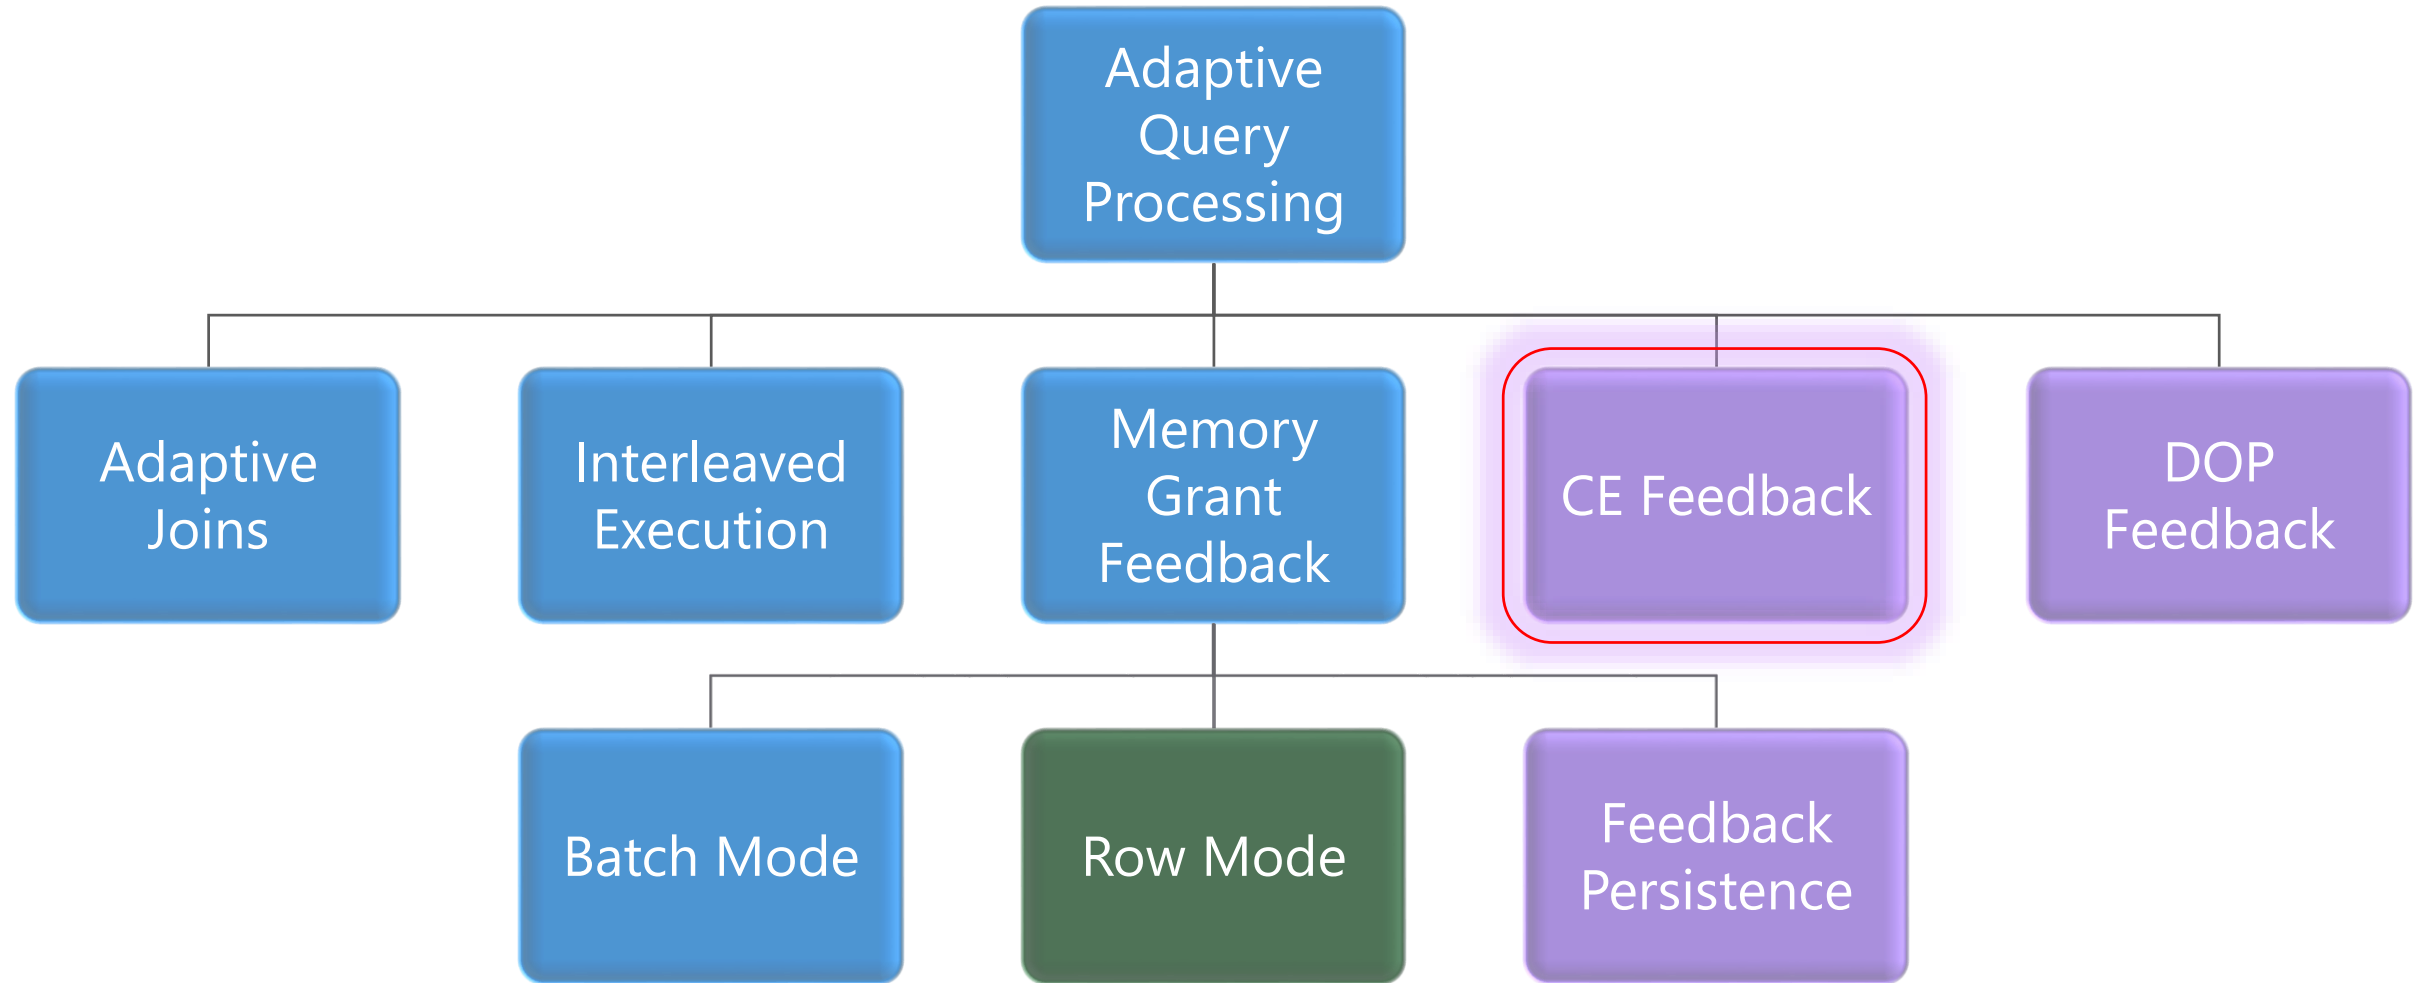 Adaptive
Query
Processing
Adaptive
Joins
Interleaved
Execution
Memory
Grant
Feedback
CE Feedback
DOP
Feedback
Batch Mode
Row Mode
Feedback
Persistence